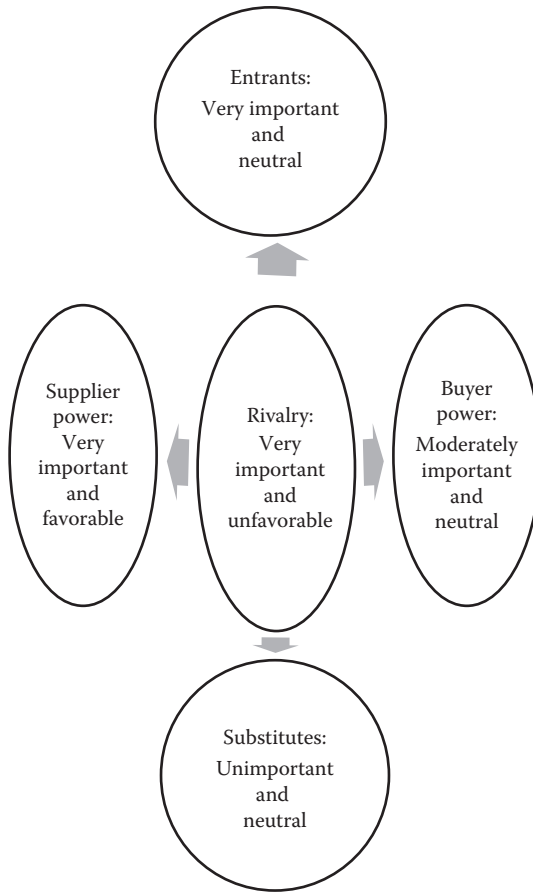 Entrants:
Very important
and
neutral
Supplier
power:
Very
important
and
favorable
Rivalry:
Very
important
and
unfavorable
Buyer
power:
Moderately
important
and
neutral
Substitutes:
Unimportant
and
neutral